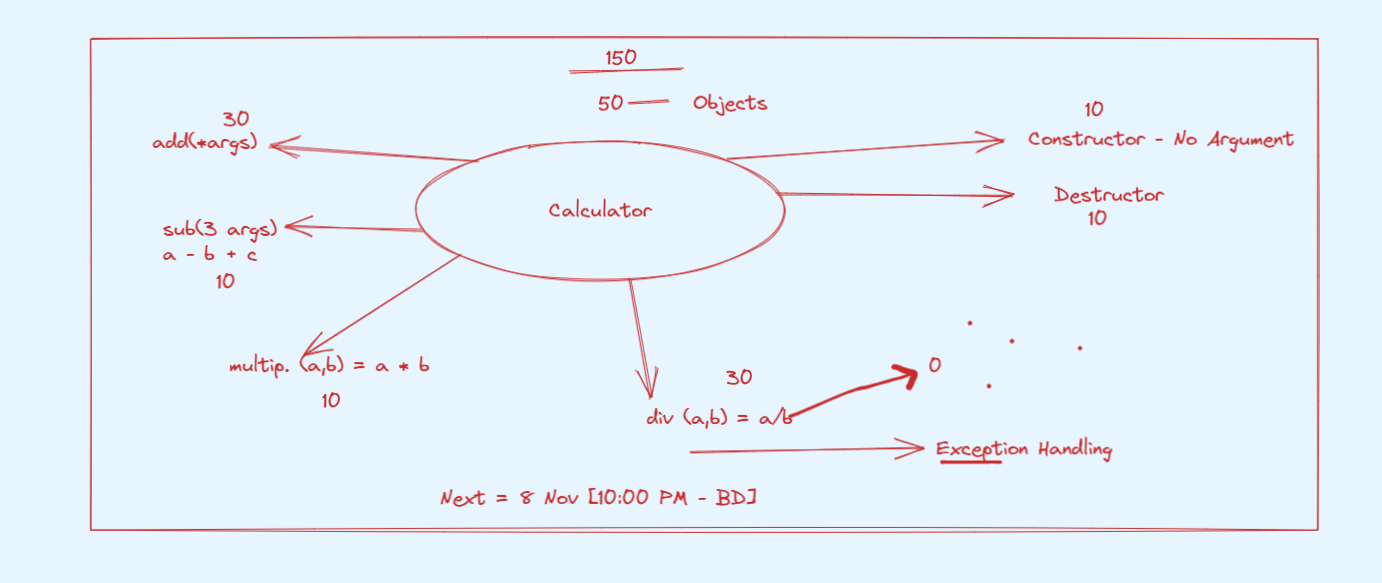 150
50 — Objects
30
add(*args)
sub(3 args)
a - b + c
10
Calculator
10
Constructor - No Argument
Destructor
10
multip. (a,b) = a * b
10
30
div (a,b) = a/b
0
Exception Handling
Next = 8 Nov [10:00 PM - BD]